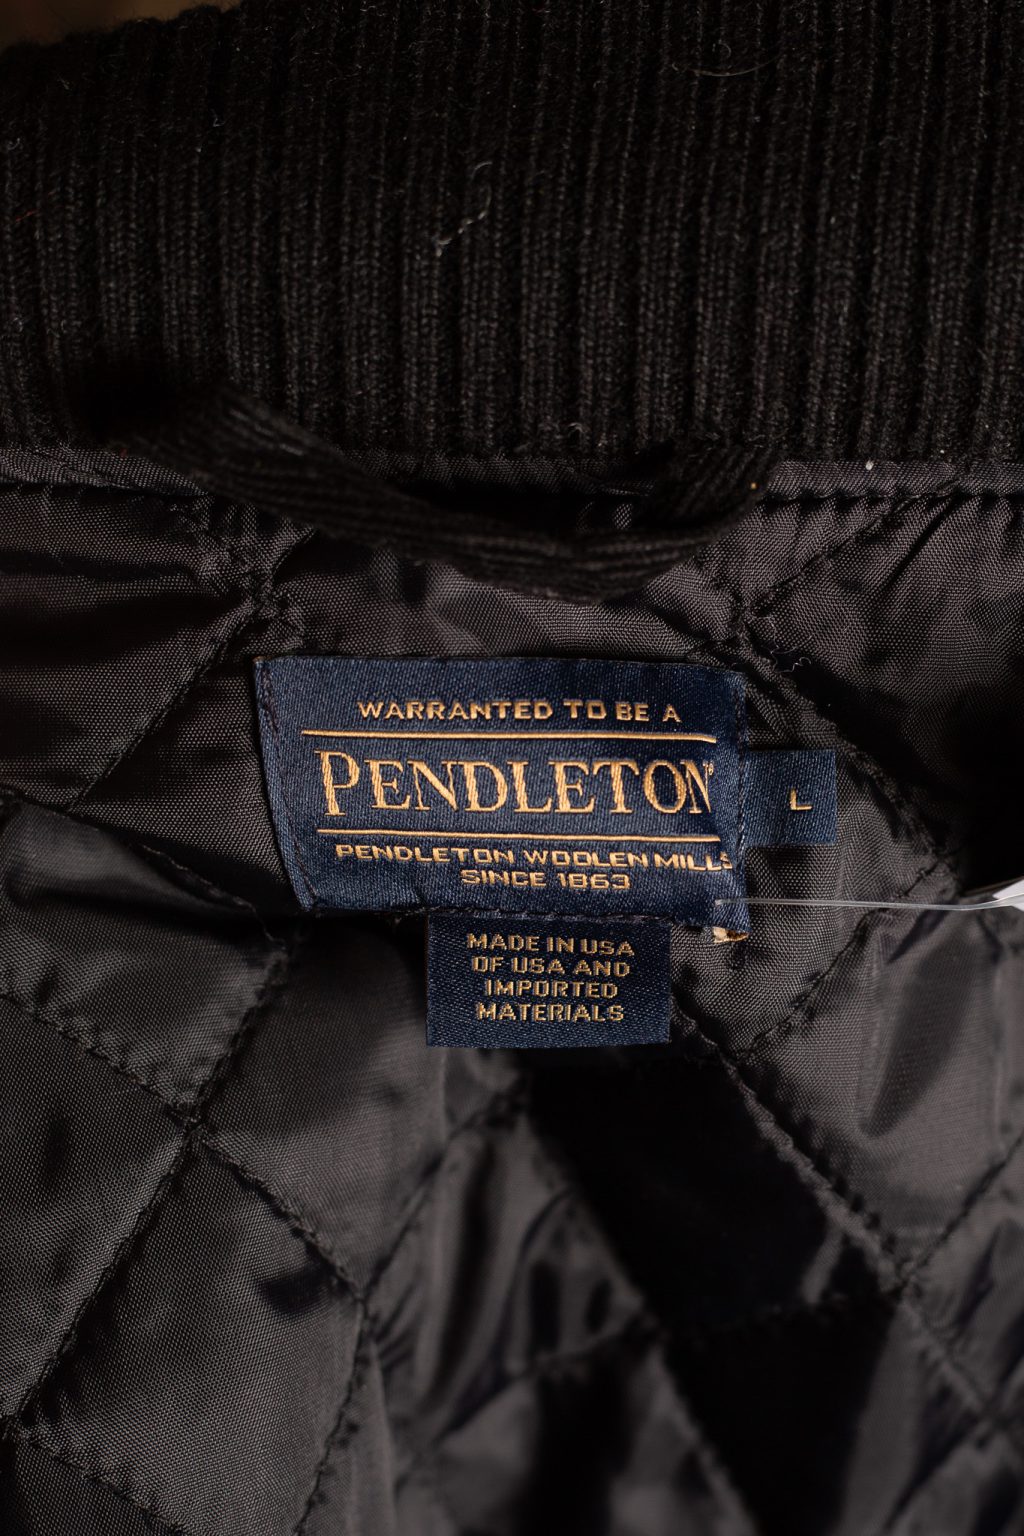 WARRANTED TO BE A
PENDLETON®
L
PENDLETON WOOLEN MILLS
SINCE 1863
MADE IN USA
OF USA AND
IMPORTED
MATERIALS